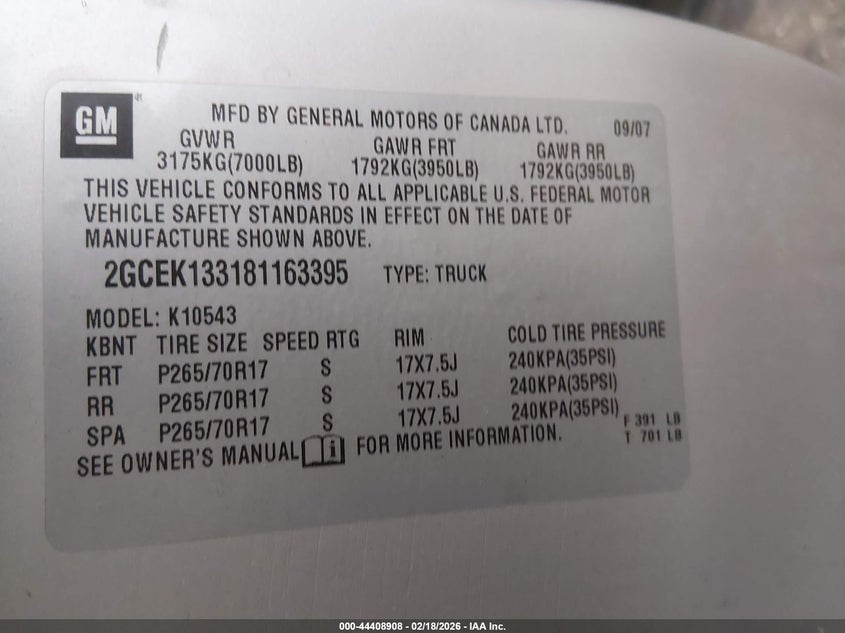 GM
MFD BY GENERAL MOTORS OF CANADA LTD. 09/07
GVWR GAWR FRT GAWR RR
3175KG(7000LB) 1792KG(3950LB) 1792KG(3950LB)
THIS VEHICLE CONFORMS TO ALL APPLICABLE U.S. FEDERAL MOTOR
VEHICLE SAFETY STANDARDS IN EFFECT ON THE DATE OF
MANUFACTURE SHOWN ABOVE.
2GCEK133181163395 TYPE: TRUCK
MODEL: K10543
KBNT TIRE SIZE SPEED RTG RIM COLD TIRE PRESSURE
FRT P265/70R17 S 17X7.5J 240KPA(35PSI)
RR P265/70R17 S 17X7.5J 240KPA(35PSI)
SPA P265/70R17 S 17X7.5J 240KPA(35PSI) F 391 LB
T 701 LB
SEE OWNER'S MANUAL FOR MORE INFORMATION.
000-44408908 - 02/18/2026 - IAA Inc.